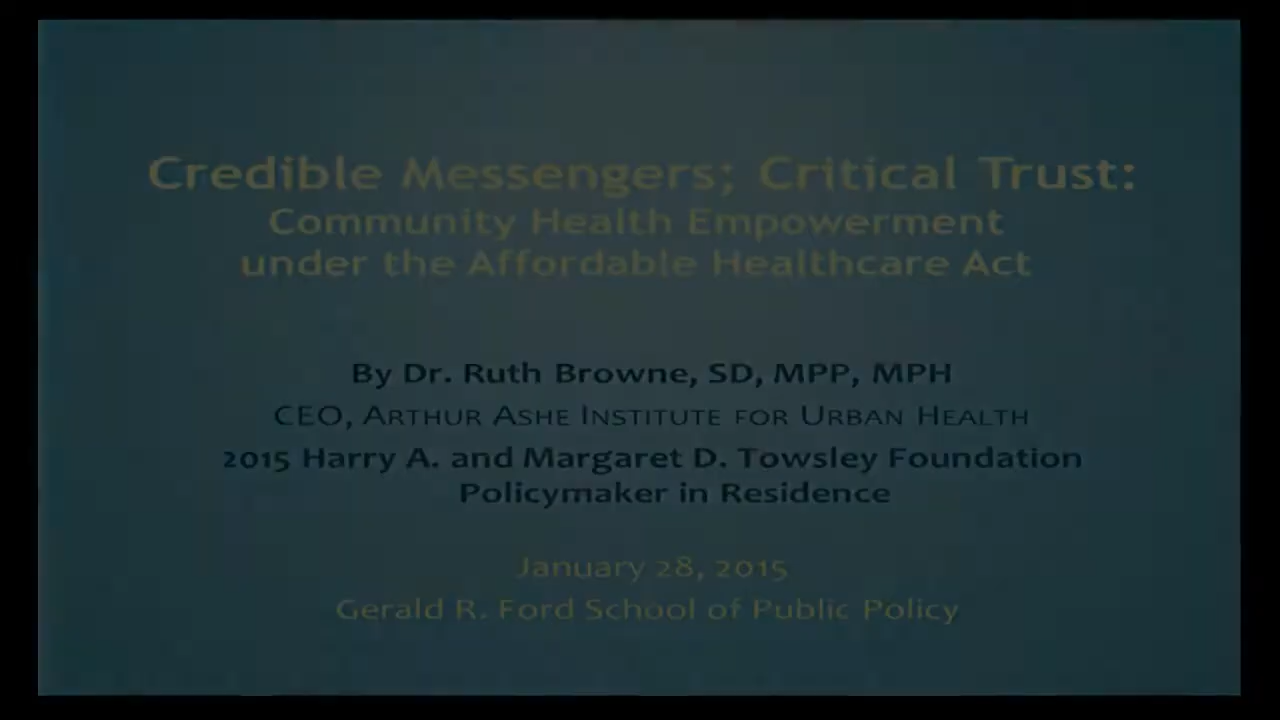 Credible Messengers; Critical Trust:
Community Health Empowerment
under the Affordable Healthcare Act
By Dr. Ruth Browne, SD, MPP, MPH
CEO, ARTHUR ASHE INSTITUTE FOR URBAN HEALTH
2015 Harry A. and Margaret D. Towsley Foundation
Policymaker in Residence
January 28, 2015
Gerald R. Ford School of Public Policy